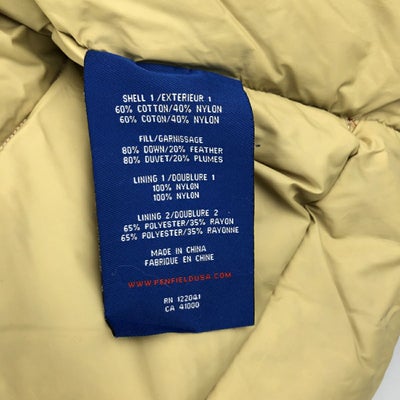 SHELL 1/EXTERIEUR 1
60% COTTON/40% NYLON
60% COTON/40% NYLON
FILL/GARNISSAGE
80% DOWN/20% FEATHER
80% DUVET/20% PLUMES
LINING 1/DOUBLURE 1
100% NYLON
100% NYLON
LINING 2/DOUBLURE 2
65% POLYESTER/35% RAYON
65% POLYESTER/35% RAYONNE
MADE IN CHINA
FABRIQUE EN CHINE
WWW.PENFIELDUSA.COM
RN 122041
CA 41000